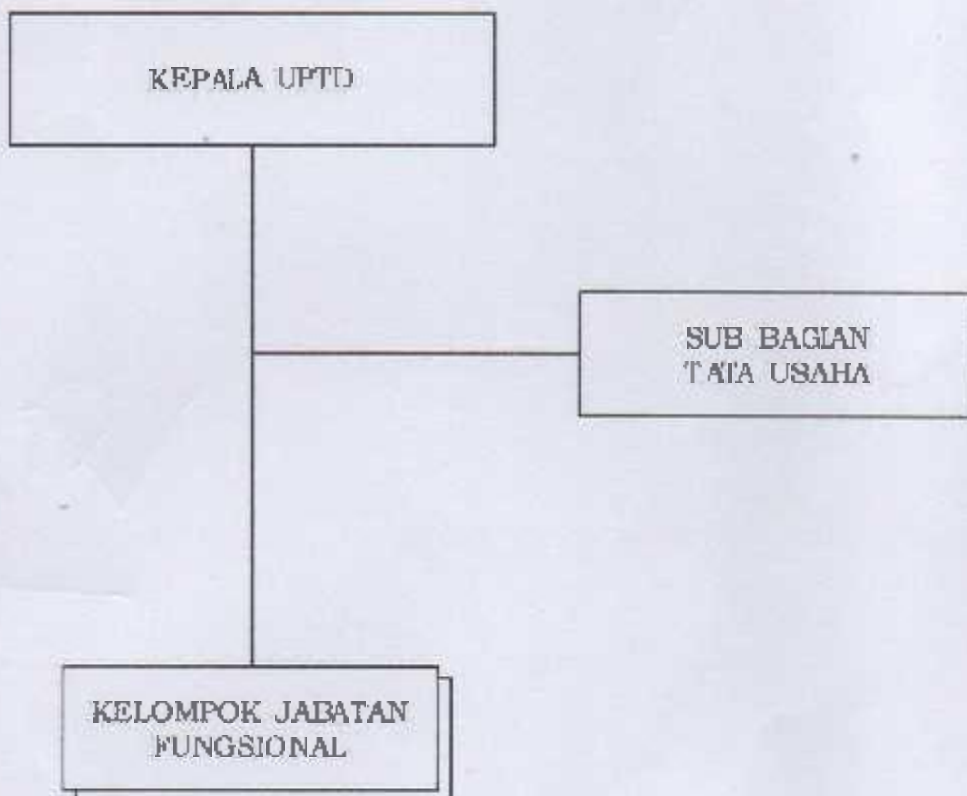 KEPALA UPTD
SUB BAGIAN
TATA USAHA
KELOMPOK JABATAN
FUNGSIONAL